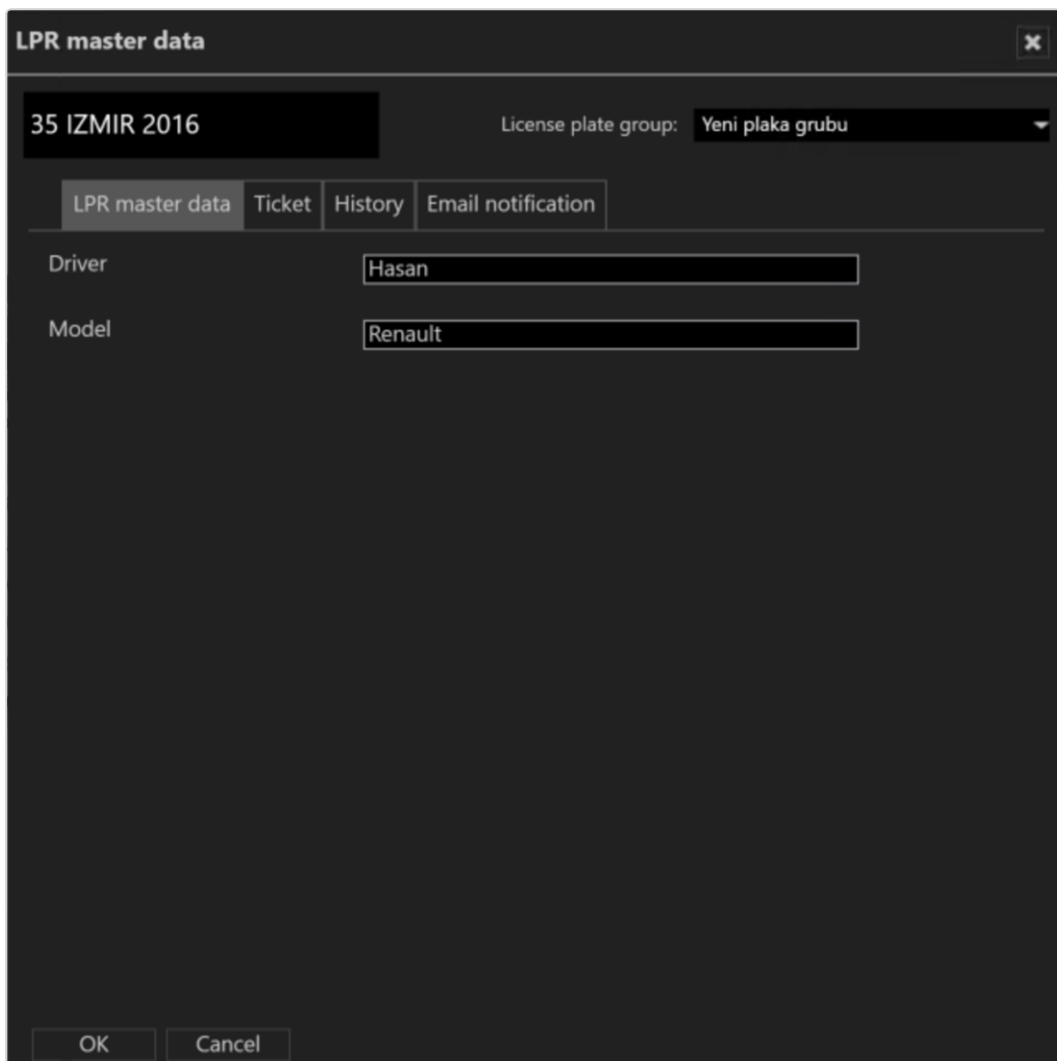 LPR master data
35 IZMIR 2016
License plate group: Yeni plaka grubu
LPR master data Ticket History Email notification
Driver Hasan
Model Renault
OK Cancel